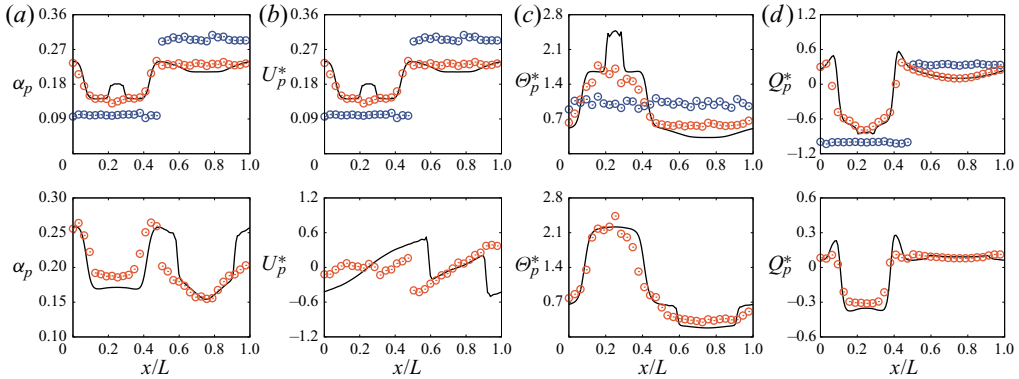 (a) (b) (c) (d)
0.36 0.36 2.8 1.2
0.27 0.27 2.1 0.6
α_p U_p^* Θ_p^* Q_p^*
0.18 0.18 1.4 0
0.09 0.09 0.7 −0.6
0 0.2 0.4 0.6 0.8 1.0 0 0.2 0.4 0.6 0.8 1.0 0 0.2 0.4 0.6 0.8 1.0 −1.2 0 0.2 0.4 0.6 0.8 1.0
0.30 1.2 2.8 0.6
0.25 0.6 2.1 0.3
α_p U_p^* Θ_p^* Q_p^*
0.20 0 1.4 0
0.15 −0.6 0.7 −0.3
0.10 −1.2 −0.6
0 0.2 0.4 0.6 0.8 1.0 0 0.2 0.4 0.6 0.8 1.0 0 0.2 0.4 0.6 0.8 1.0 0 0.2 0.4 0.6 0.8 1.0
x/L x/L x/L x/L